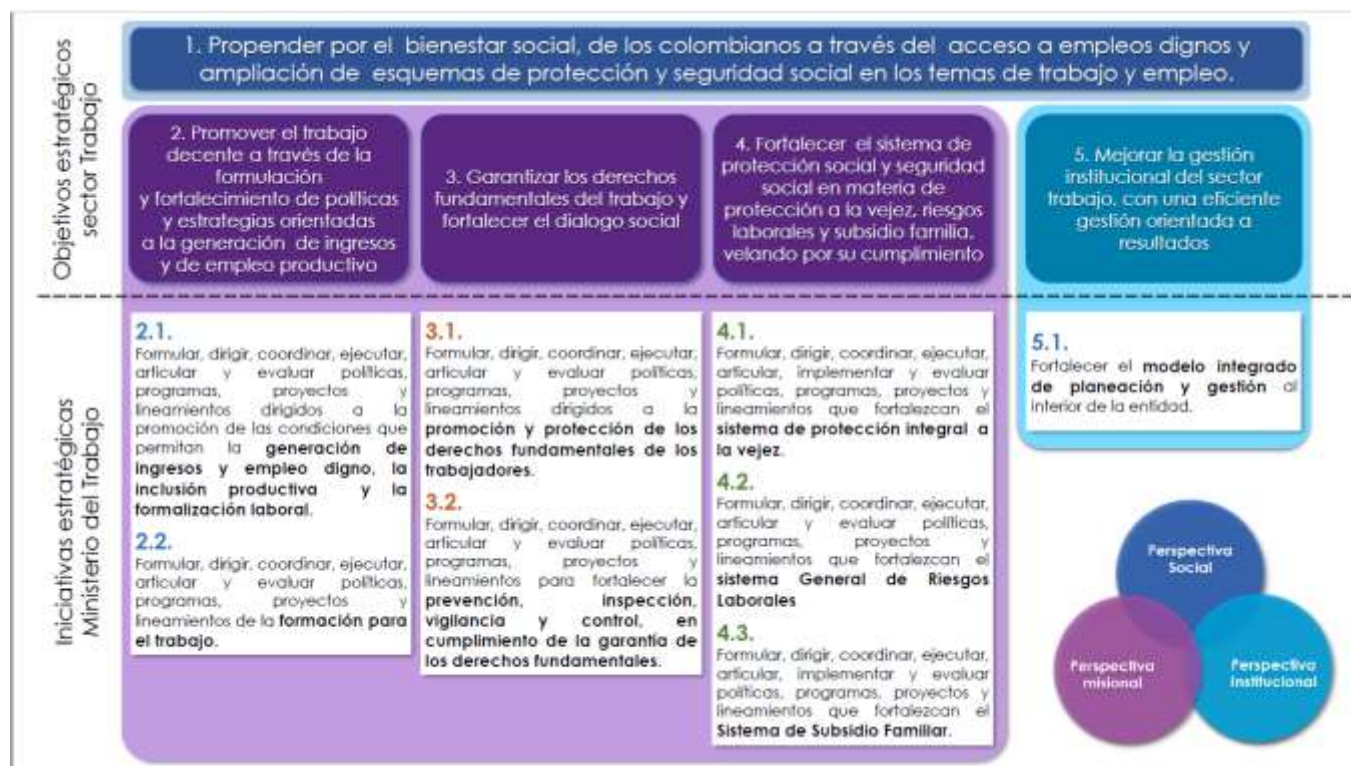 Objetivos estratégicos
sector Trabajo
1. Propender por el bienestar social, de los colombianos a través del acceso a empleos dignos y
ampliación de esquemas de protección y seguridad social en los temas de trabajo y empleo.
2. Promover el trabajo
decente a través de la
formulación
y fortalecimiento de políticas
y estrategias orientadas
a la generación de ingresos
y de empleo productivo
3. Garantizar los derechos
fundamentales del trabajo y
fortalecer el dialogo social
4. Fortalecer el sistema de
protección social y seguridad
social en materia de
protección a la vejez, riesgos
laborales y subsidio familia,
velando por su cumplimiento
5. Mejorar la gestión
institucional del sector
trabajo, con una eficiente
gestión orientada a
resultados
Iniciativas estratégicas
Ministerio del Trabajo
2.1.
Formular, dirigir, coordinar, ejecutar,
articular y evaluar políticas,
programas, proyectos y
lineamientos dirigidos a la
promoción de las condiciones que
permitan la generación de
ingresos y empleo digno, la
inclusión productiva y la
formalización laboral.
2.2.
Formular, dirigir, coordinar, ejecutar,
articular y evaluar políticas,
programas, proyectos y
lineamientos de la formación para
el trabajo.
3.1.
Formular, dirigir, coordinar, ejecutar,
articular y evaluar políticas,
programas, proyectos y
lineamientos dirigidos a la
promoción y protección de los
derechos fundamentales de los
trabajadores.
3.2.
Formular, dirigir, coordinar, ejecutar,
articular y evaluar políticas,
programas, proyectos y
lineamientos para fortalecer la
prevención, inspección,
vigilancia y control, en
cumplimiento de la garantía de
los derechos fundamentales.
4.1.
Formular, dirigir, coordinar, ejecutar,
articular, implementar y evaluar
políticas, programas, proyectos y
lineamientos que fortalezcan el
sistema de protección integral a
la vejez.
4.2.
Formular, dirigir, coordinar, ejecutar,
articular y evaluar políticas,
programas, proyectos y
lineamientos que fortalezcan el
sistema General de Riesgos
Laborales
4.3.
Formular, dirigir, coordinar, ejecutar,
articular, implementar y evaluar
políticas, programas, proyectos y
lineamientos que fortalezcan el
Sistema de Subsidio Familiar.
5.1.
Fortalecer el modelo integrado
de planeación y gestión al
interior de la entidad.
Perspectiva
Social
Perspectiva
misional
Perspectiva
Institucional